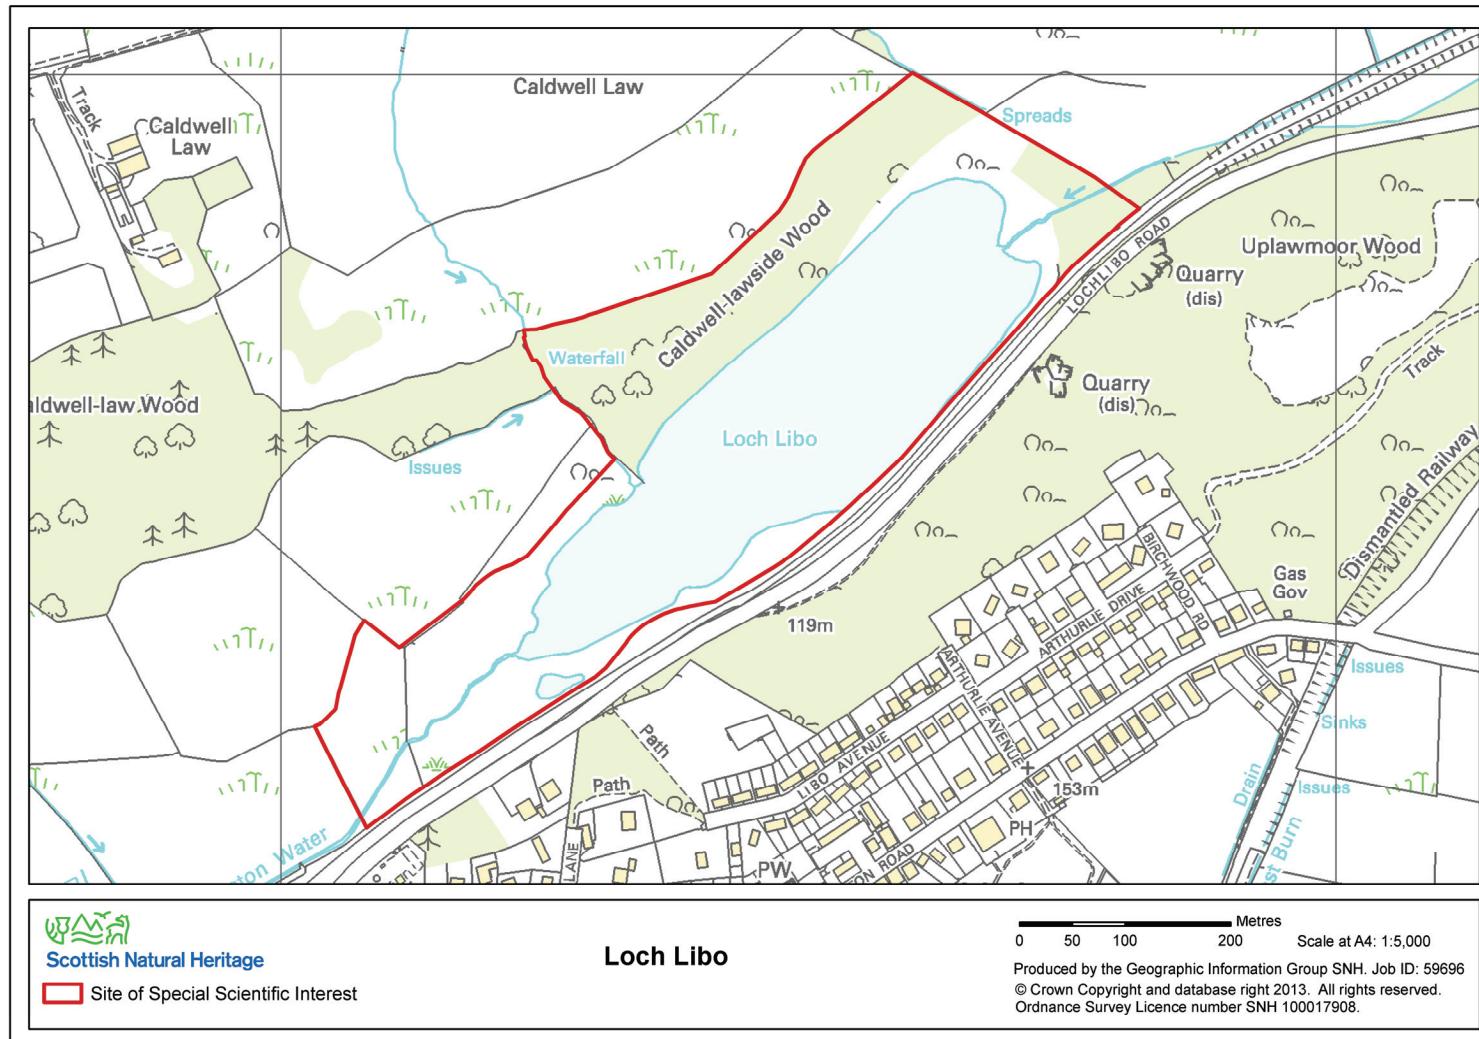 Caldwell Law
Track
Caldwell
Law
Spreads
Caldwell-lawside Wood
LOCHLIBO ROAD
Uplawmoor Wood
Quarry
(dis)
Waterfall
Quarry
(dis)
Track
aldwell-law Wood
Issues
Loch Libo
Dismantled Railway
BIRCHWOOD RD
Gas
Gov
119m
ARTHURLIE DRIVE
ARTHURLIE AVENUE
Issues
Sinks
Path
LIBO AVENUE
Path
153m
Drain
Issues
PH
ton Water
LANE
PW
ON ROAD
st Burn
Scottish Natural Heritage
Site of Special Scientific Interest
Loch Libo
Metres
0 50 100 200
Scale at A4: 1:5,000
Produced by the Geographic Information Group SNH. Job ID: 59696
© Crown Copyright and database right 2013. All rights reserved.
Ordnance Survey Licence number SNH 100017908.